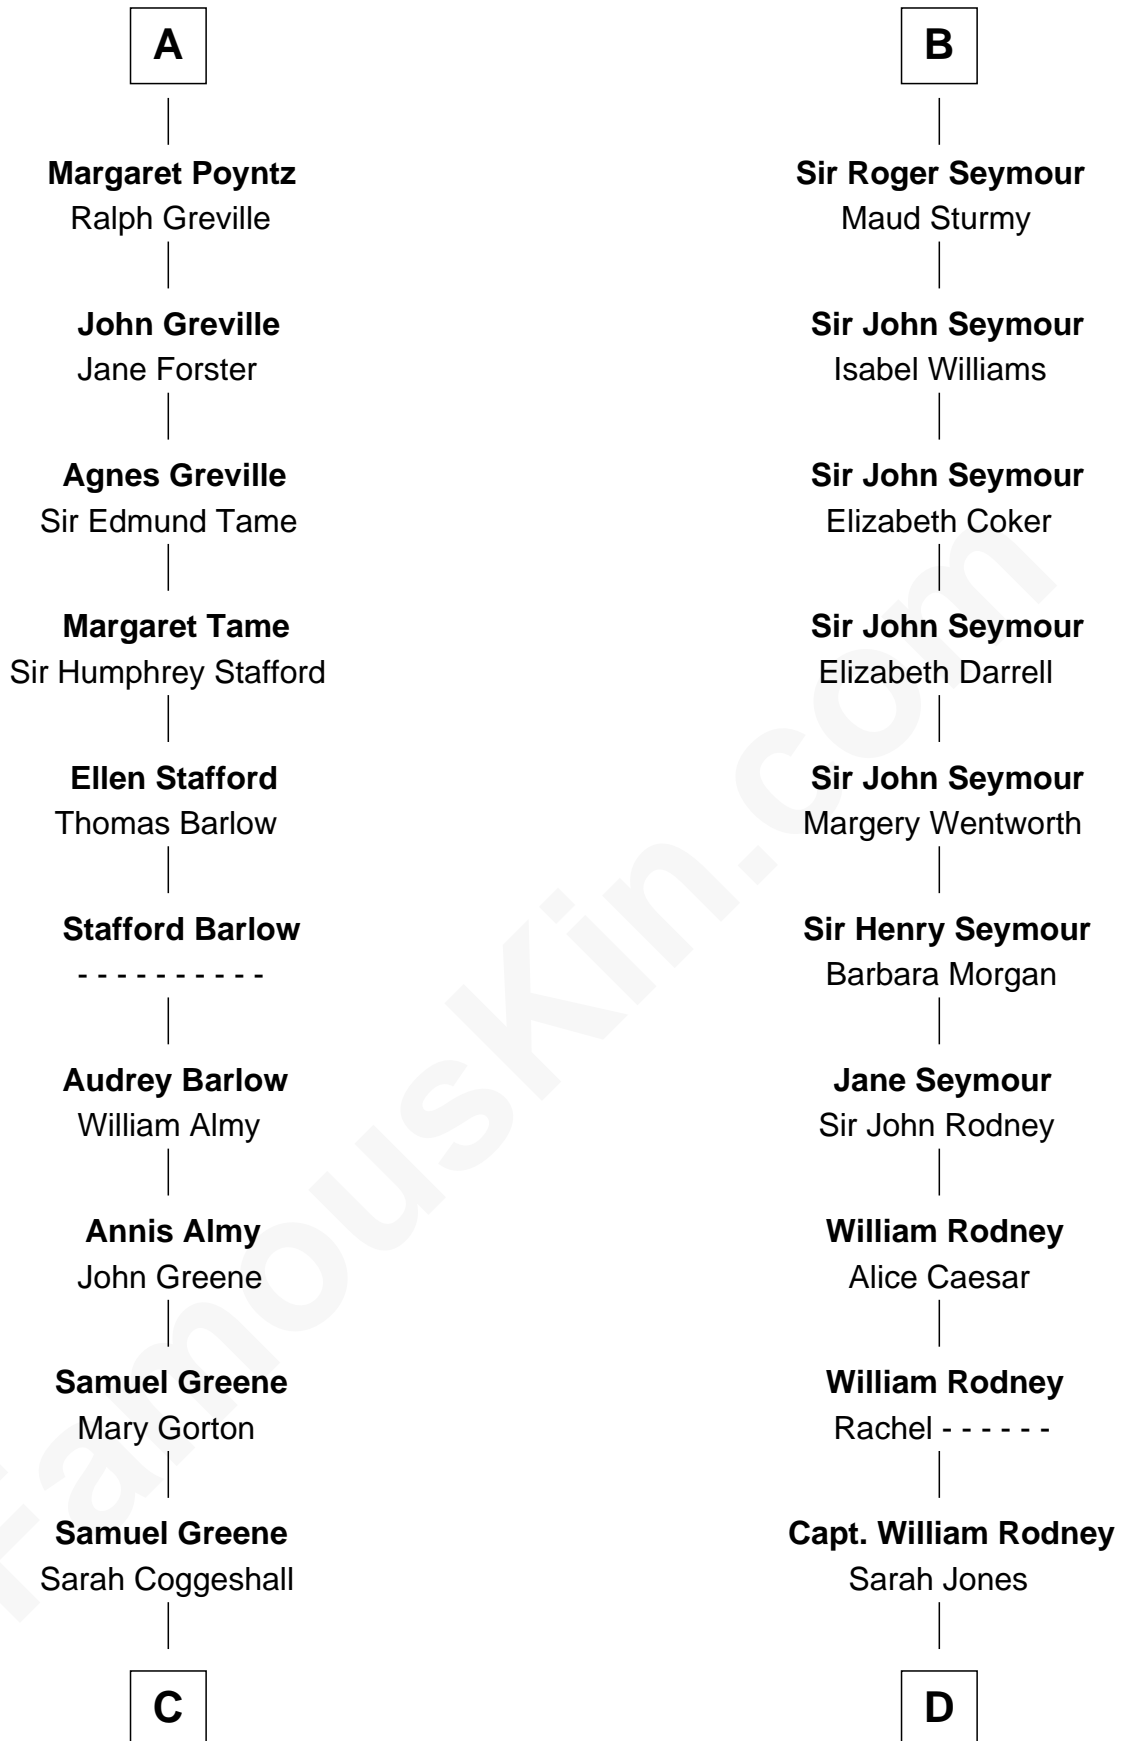 A
Margaret Poyntz
Ralph Greville
John Greville
Jane Forster
Agnes Greville
Sir Edmund Tame
Margaret Tame
Sir Humphrey Stafford
Ellen Stafford
Thomas Barlow
Stafford Barlow
- - - - - - - - - -
Audrey Barlow
William Almy
Annis Almy
John Greene
Samuel Greene
Mary Gorton
Samuel Greene
Sarah Coggeshall
C
B
Sir Roger Seymour
Maud Sturmy
Sir John Seymour
Isabel Williams
Sir John Seymour
Elizabeth Coker
Sir John Seymour
Elizabeth Darrell
Sir John Seymour
Margery Wentworth
Sir Henry Seymour
Barbara Morgan
Jane Seymour
Sir John Rodney
William Rodney
Alice Caesar
William Rodney
Rachel - - - - - -
Capt. William Rodney
Sarah Jones
D
FamousKin.com